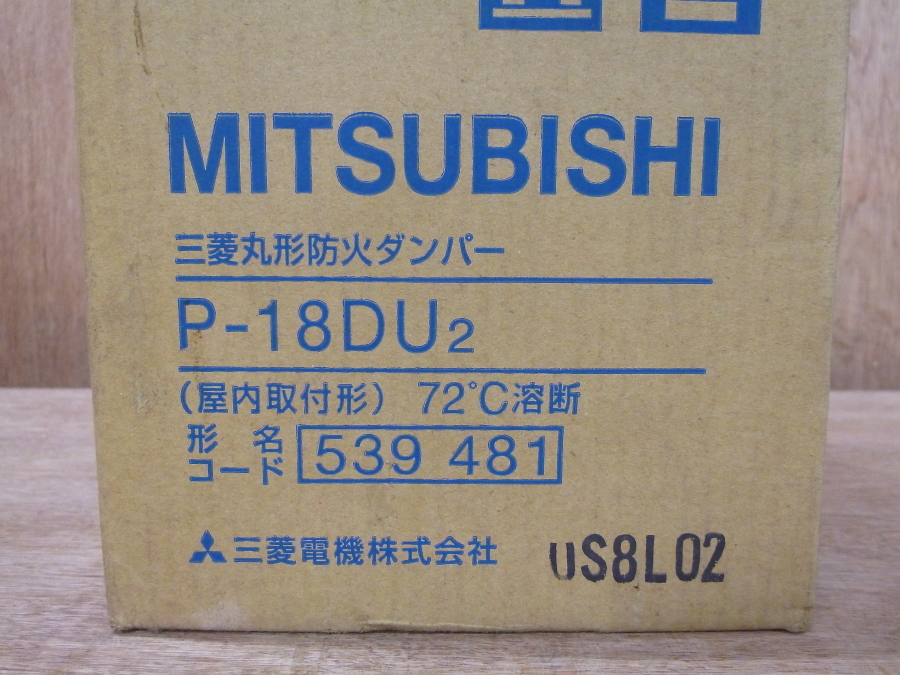 MITSUBISHI
三菱丸形防火ダンパー
P-18DU2
(屋内取付形) 72℃溶断
形名コード 539 481
三菱電機株式会社 US8L02